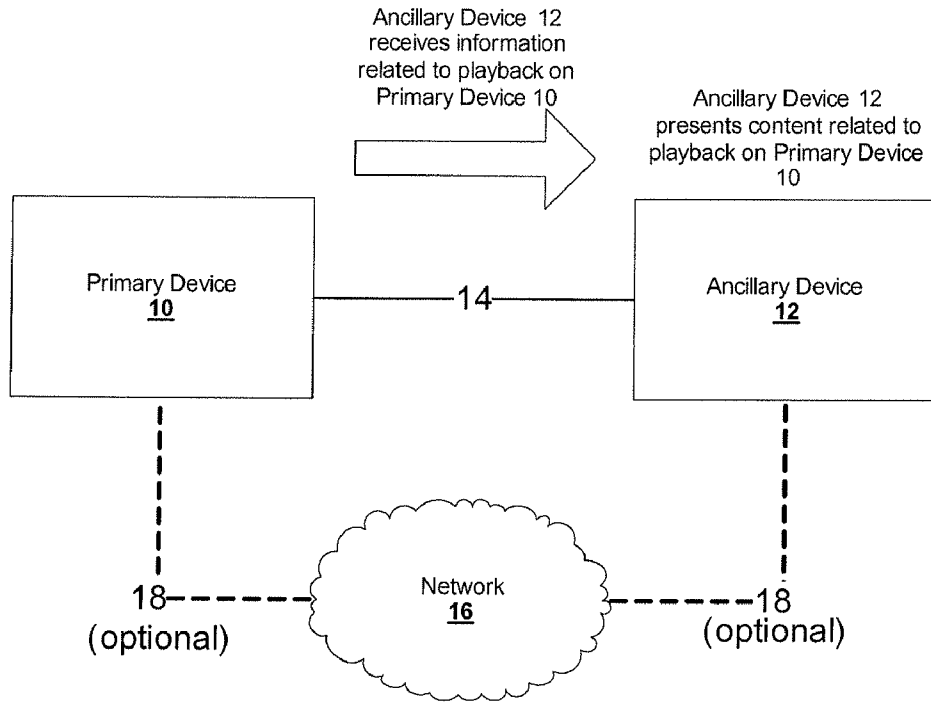 Ancillary Device 12
receives information
related to playback on
Primary Device 10
Ancillary Device 12
presents content related to
playback on Primary Device
10
Primary Device
10
14
Ancillary Device
12
Network
16
18
(optional)
18
(optional)